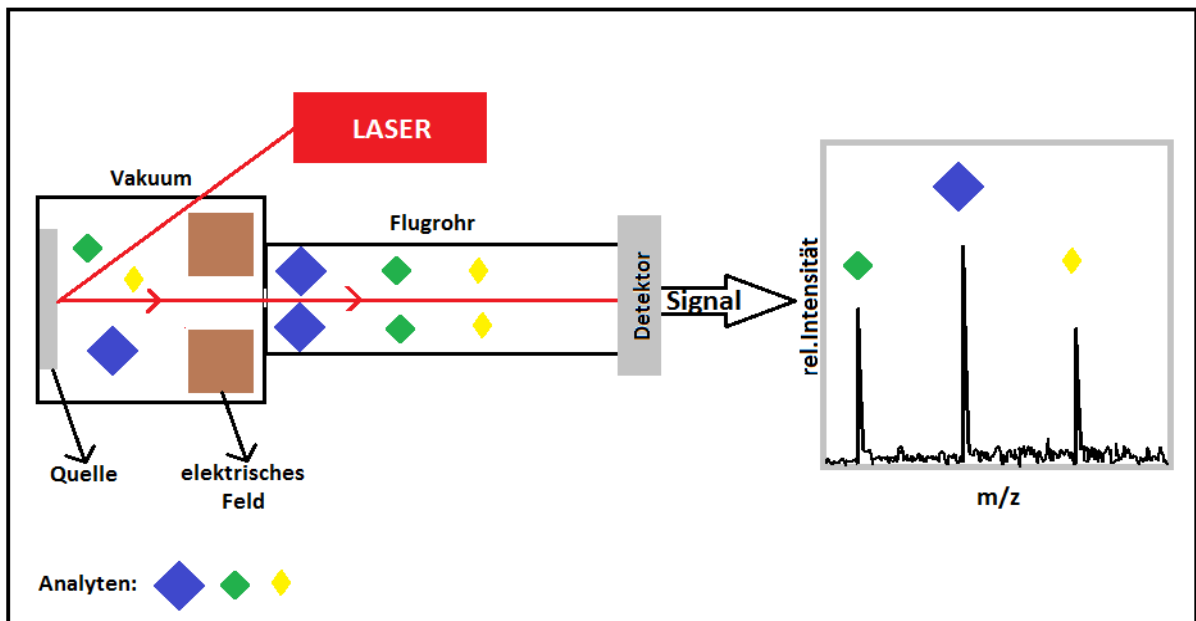 LASER
Vakuum
Flugrohr
Detektor
Signal
rel.Intensität
Quelle
elektrisches
Feld
m/z
Analyten: